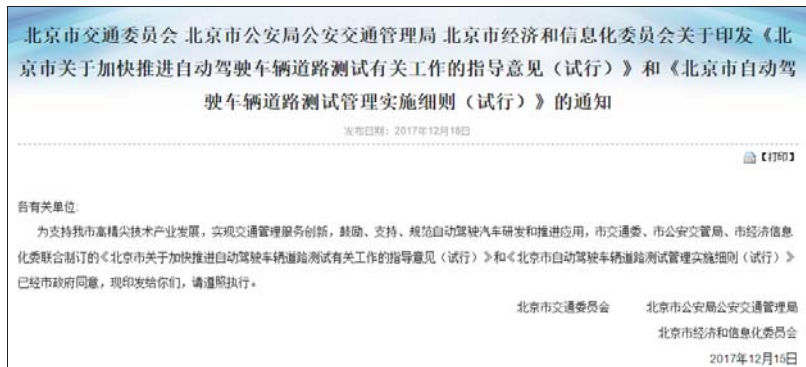 北京市交通委员会 北京市公安局公安交通管理局 北京市经济和信息化委员会关于印发《北
京市关于加快推进自动驾驶车辆道路测试有关工作的指导意见（试行）》和《北京市自动驾
驶车辆道路测试管理实施细则（试行）》的通知
发布日期：2017年12月18日
【打印】
各有关单位：
为支持我市高精尖技术产业发展，实现交通管理服务创新，鼓励、支持、规范自动驾驶汽车研发和推进应用，市交通委、市公安交管局、市经济信息
化委联合制订的《北京市关于加快推进自动驾驶车辆道路测试有关工作的指导意见（试行）》和《北京市自动驾驶车辆道路测试管理实施细则（试行）》
已经市政府同意，现印发给你们，请遵照执行。
北京市交通委员会 北京市公安局公安交通管理局
北京市经济和信息化委员会
2017年12月15日